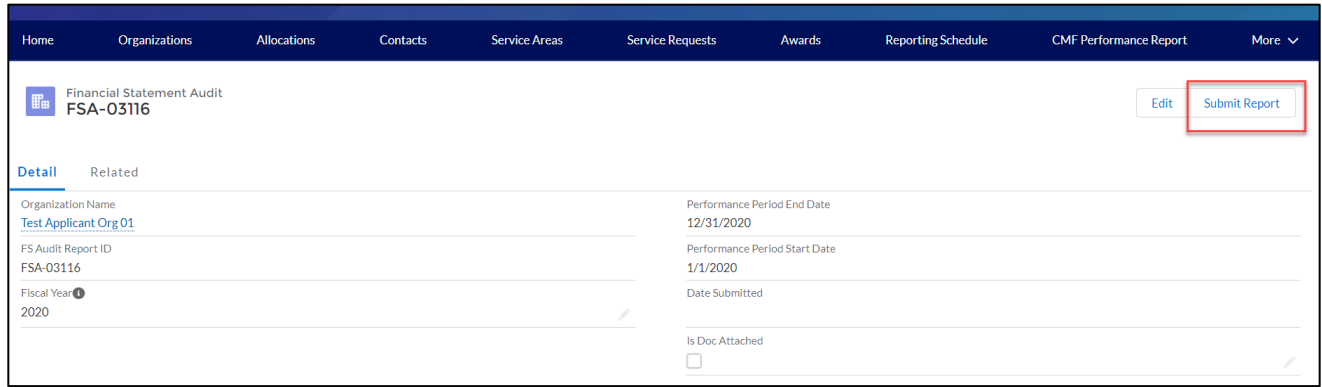 Home Organizations Allocations Contacts Service Areas Service Requests Awards Reporting Schedule CMF Performance Report More
Financial Statement Audit
FSA-03116
Edit Submit Report
Detail Related
Organization Name
Test Applicant Org 01
FS Audit Report ID
FSA-03116
Fiscal Year
2020
Performance Period End Date
12/31/2020
Performance Period Start Date
1/1/2020
Date Submitted
Is Doc Attached